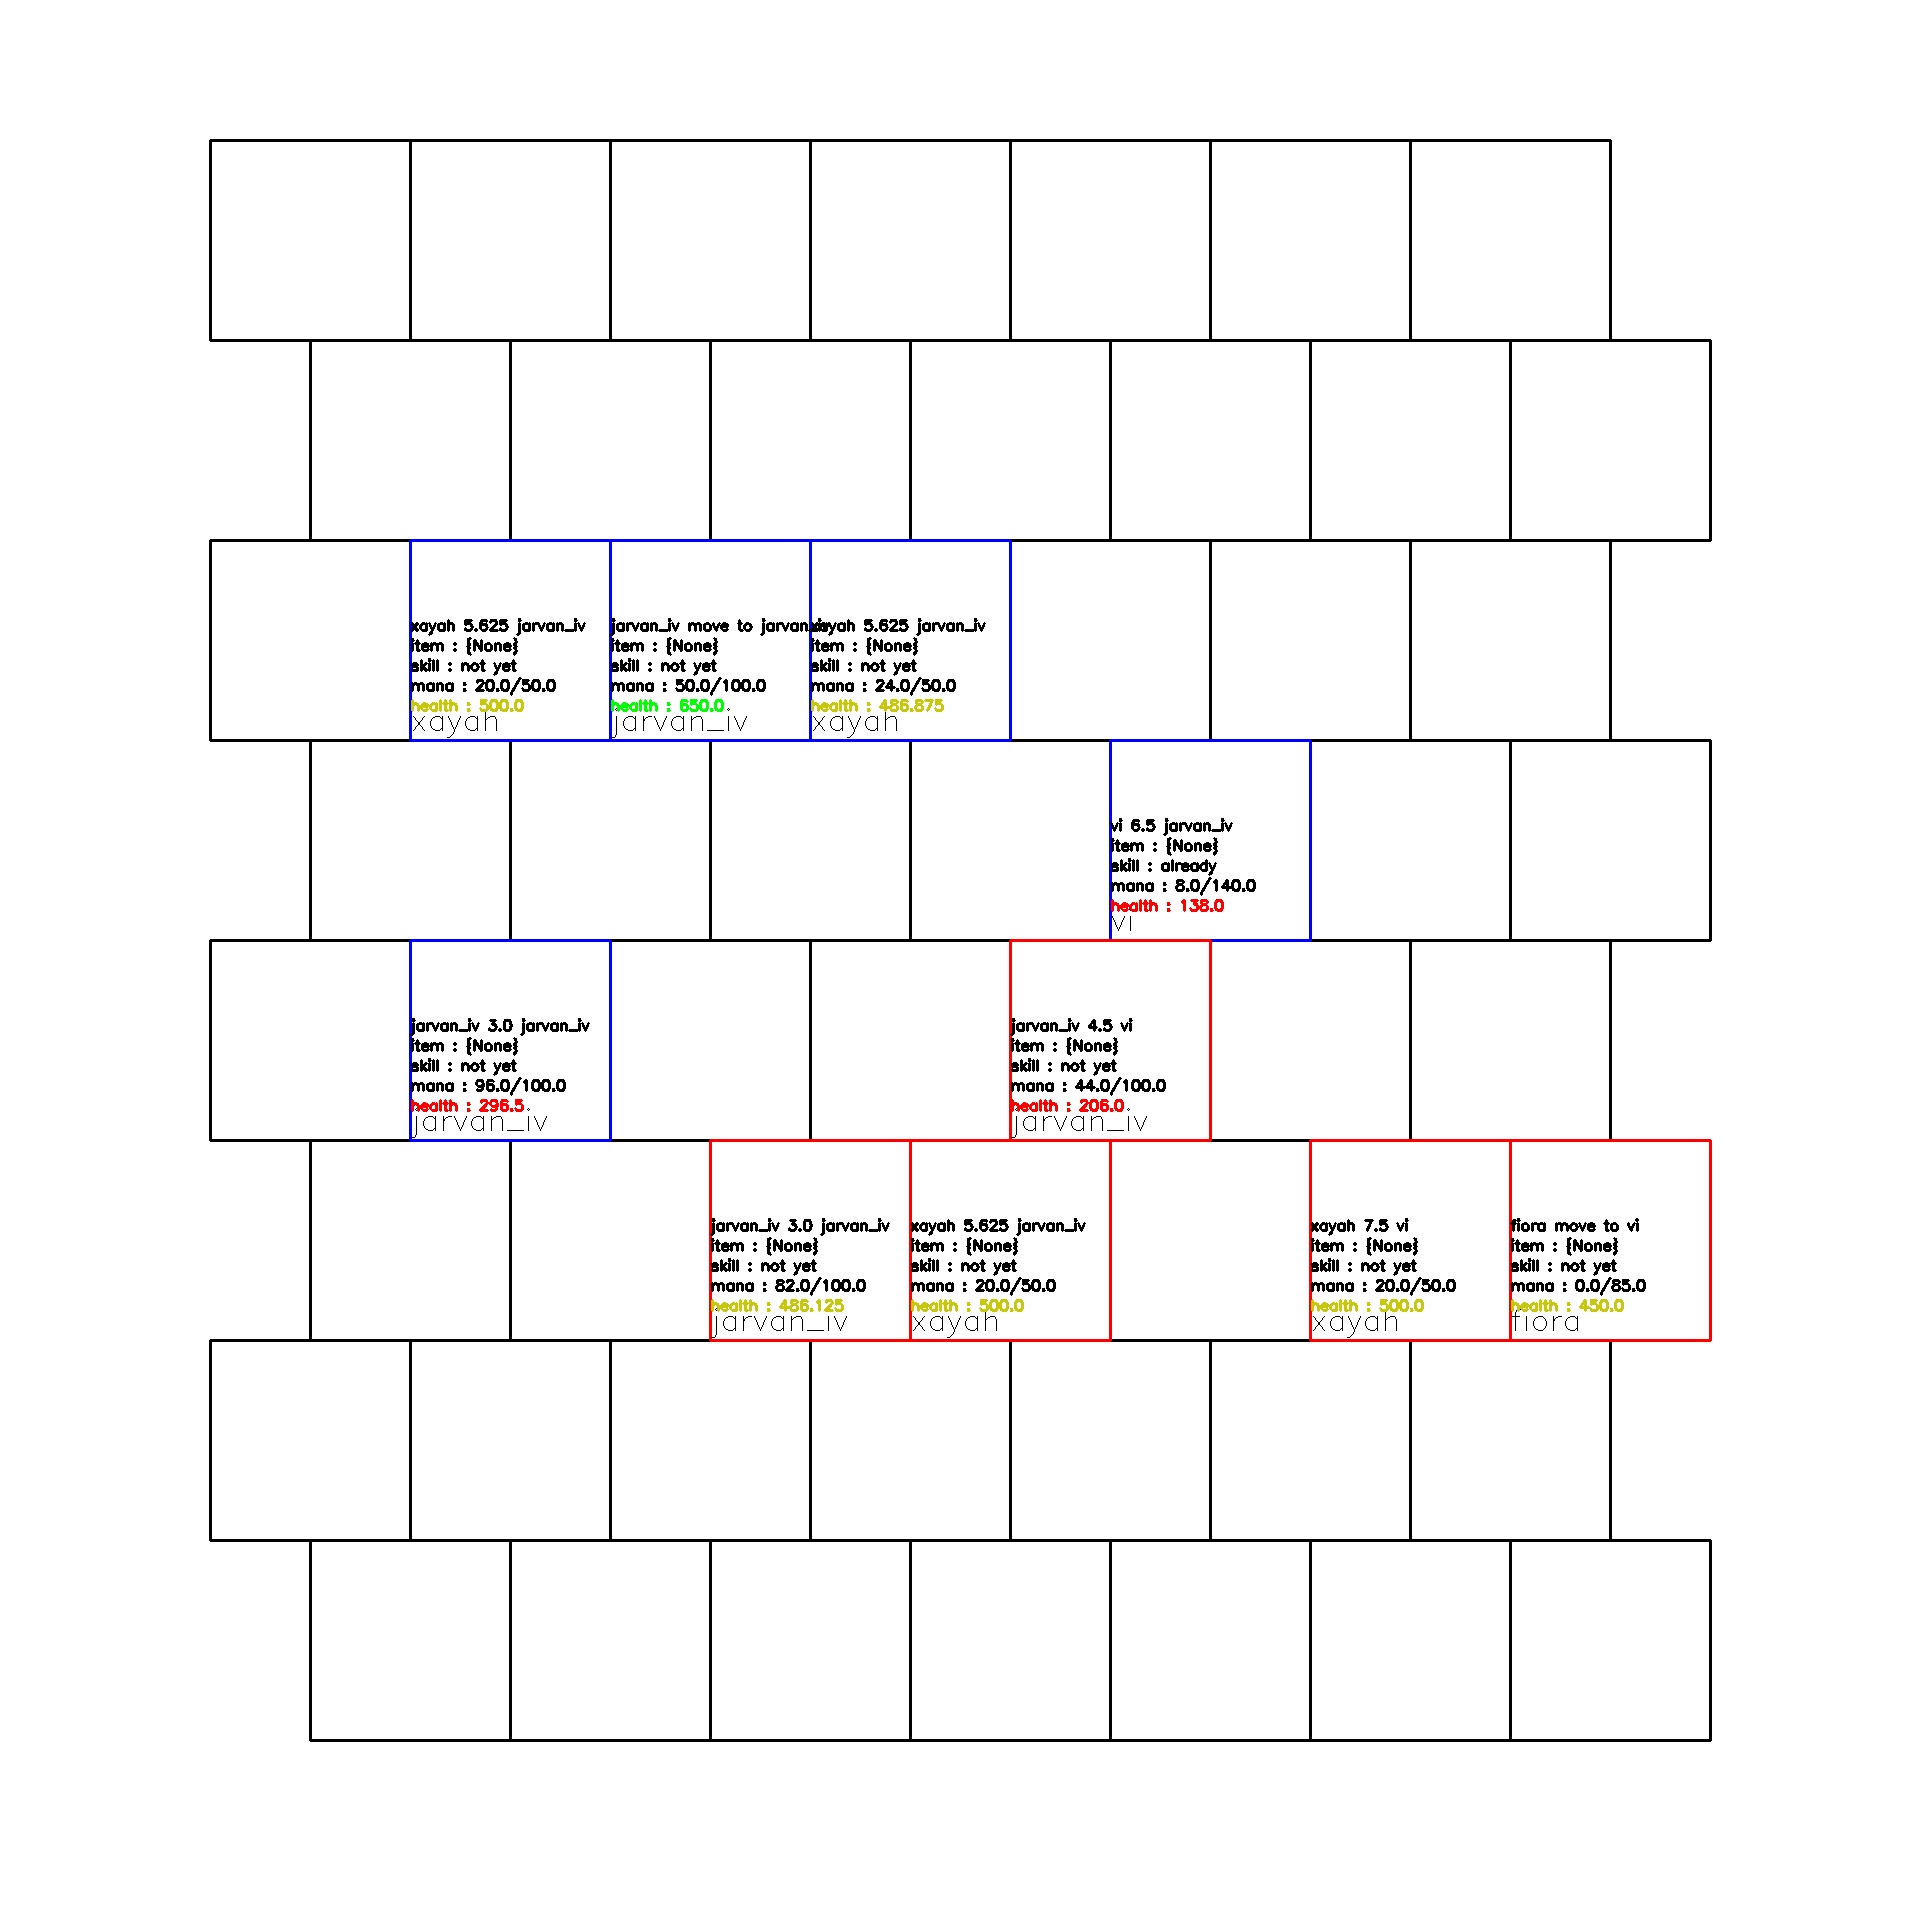 xayah 5.625 jarvan_iv
item : {None}
skill : not yet
mana : 20.0/50.0
health : 500.0
xayah
jarvan_iv move to jarvan_iv
item : {None}
skill : not yet
mana : 50.0/100.0
health : 650.0
jarvan_iv
xayah 5.625 jarvan_iv
item : {None}
skill : not yet
mana : 24.0/50.0
health : 486.875
xayah
vi 6.5 jarvan_iv
item : {None}
skill : already
mana : 8.0/140.0
health : 138.0
vi
jarvan_iv 3.0 jarvan_iv
item : {None}
skill : not yet
mana : 96.0/100.0
health : 296.5
jarvan_iv
jarvan_iv 4.5 vi
item : {None}
skill : not yet
mana : 44.0/100.0
health : 206.0
jarvan_iv
jarvan_iv 3.0 jarvan_iv
item : {None}
skill : not yet
mana : 82.0/100.0
health : 486.125
jarvan_iv
xayah 5.625 jarvan_iv
item : {None}
skill : not yet
mana : 20.0/50.0
health : 500.0
xayah
xayah 7.5 vi
item : {None}
skill : not yet
mana : 20.0/50.0
health : 500.0
xayah
fiora move to vi
item : {None}
skill : not yet
mana : 0.0/85.0
health : 450.0
fiora